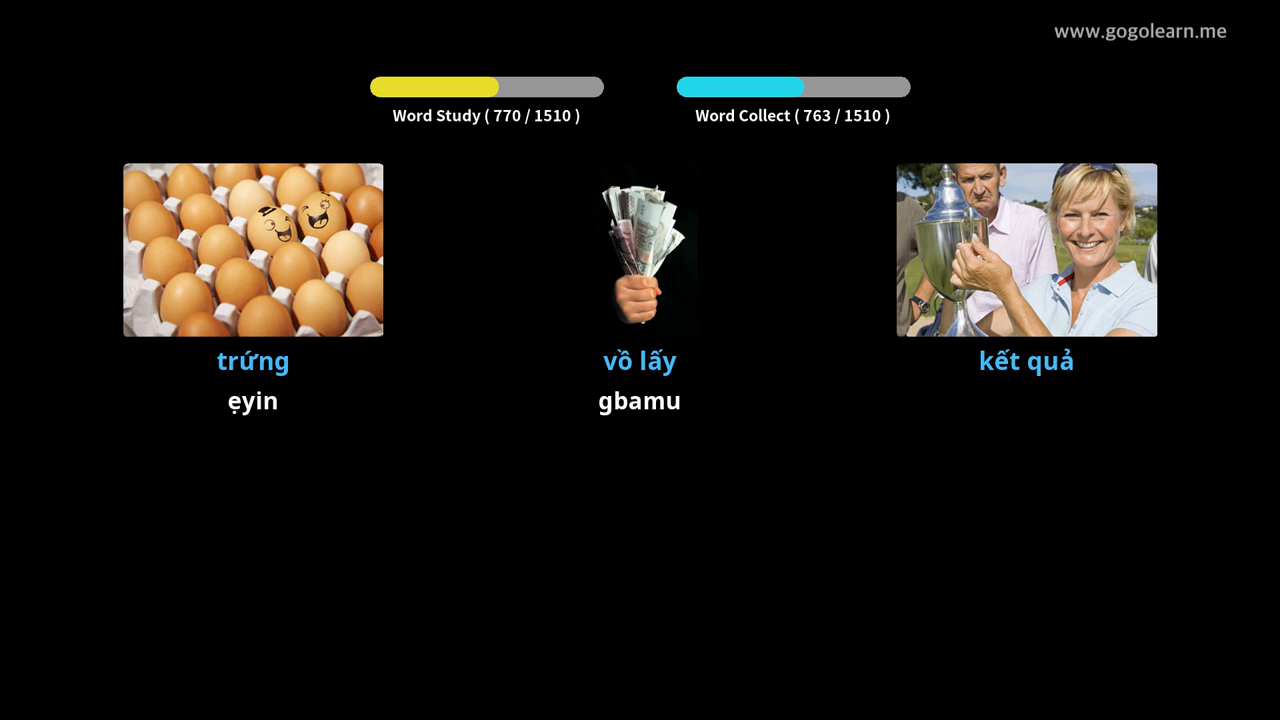 www.gogolearn.me
Word Study ( 770 / 1510 )
Word Collect ( 763 / 1510 )
trứng
vồ lấy
kết quả
ẹyin
gbamu